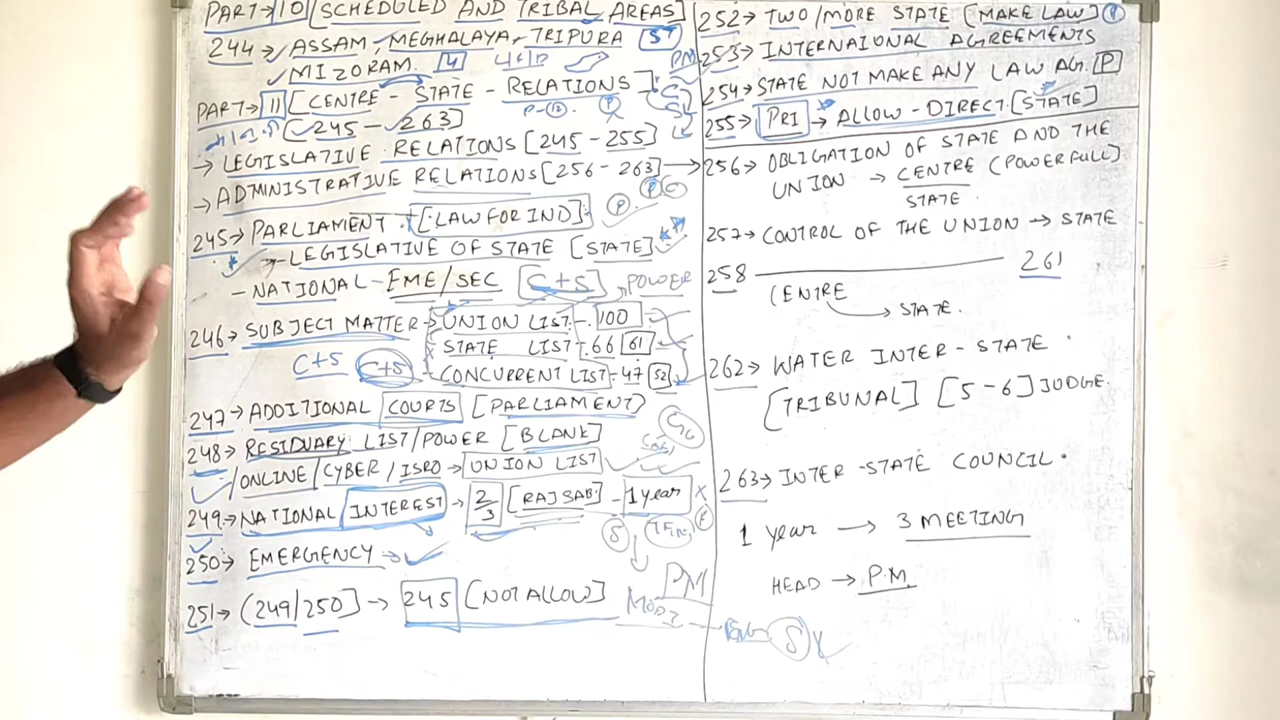 PART-10 [SCHEDULED AND TRIBAL AREAS]
244→ ASSAM, MEGHALAYA, TRIPURA [ST]
MIZORAM. [4]
PART→ 11 [CENTRE - STATE - RELATIONS]
[245 - 263]
→ LEGISLATIVE RELATIONS [245 - 255]
→ ADMINISTRATIVE RELATIONS [256 - 263] →
245→ PARLIAMENT → [LAW FOR IND]
→ LEGISLATIVE OF STATE [STATE]
- NATIONAL - EME/SEC [C+S], POWER
246→ SUBJECT MATTER → UNION LIST - 100
STATE LIST - 66 [61]
C+S C+S CONCURRENT LIST - 47 [52]
247→ ADDITIONAL COURTS [PARLIAMENT]
248→ RESIDUARY LIST/POWER [BLANK]
/ONLINE/CYBER/ISRO → UNION LIST
249→ NATIONAL INTEREST → 2/3 [RAJSAB] - 1 year
250→ EMERGENCY →
251→ (249/250] → 245 [NOT ALLOW]
PM
MODI
252→ TWO/MORE STATE [MAKE LAW] P
253→ INTERNAIONAL AGREEMENTS
254→ STATE NOT MAKE ANY LAW AG. [P]
255→ PRI → ALLOW - DIRECT. [STATE]
256→ OBLIGATION OF STATE AND THE
UNION → CENTRE (POWERFULL)
STATE
257→ CONTROL OF THE UNION → STATE
258 — 261
(ENTRE
→ STATE.
262→ WATER INTER - STATE
[TRIBUNAL] [5 - 6] JUDGE.
263→ INTER - STATE COUNCIL.
1 year → 3 MEETING
HEAD → P.M.